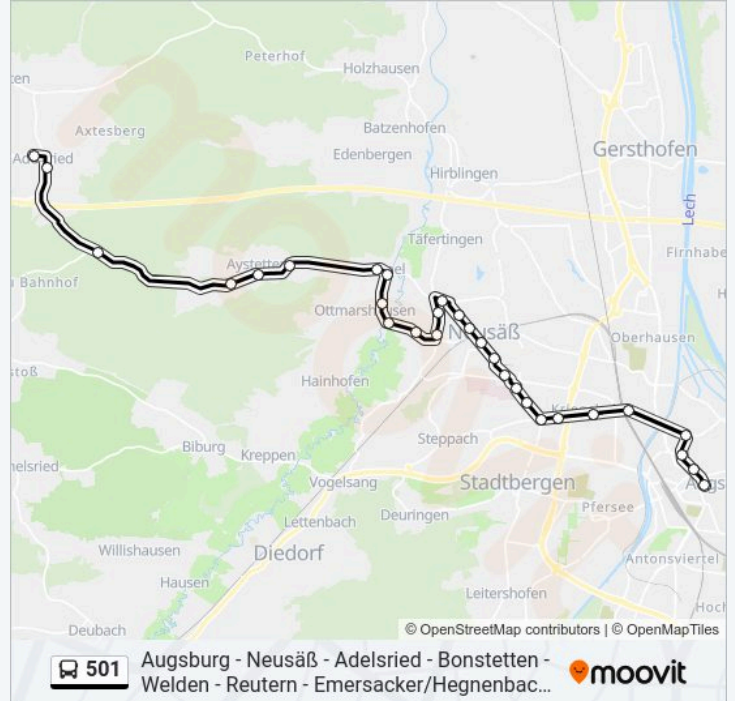 Peterhof
Holzhausen
Axtesberg
Batzenhofen
Gersthofen
Edenbergen
Hirblingen
Lech
Täfertingen
Firnhabe
Bahnhof
Ottmarshausen
Neusäß
Oberhausen
Hainhofen
Steppach
Biburg
Kreppen
Vogelsang
Stadtbergen
Deuringen
Pfersee
Lettenbach
Willishausen
Diedorf
Antonsviertel
Hausen
Leitershofen
Hoch
Deubach
© OpenStreetMap contributors | © OpenMapTiles
501 Augsburg - Neusäß - Adelsried - Bonstetten - moovit
Welden - Reutern - Emersacker/Hegnenbac...